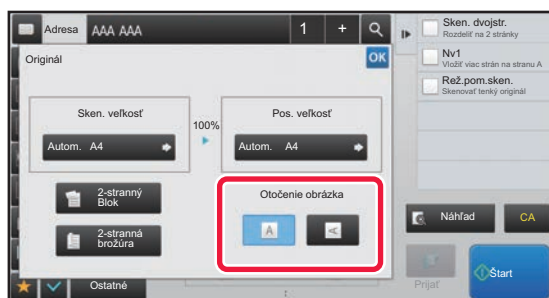 Adresa AAA AAA 1 +
Originál OK
Sken. veľkosť
Autom. A4
100%
Pos. veľkosť
Autom. A4
2-stranný
Blok
2-stranná
brožúra
Otočenie obrázka
A
A
Ostatné
Sken. dvojstr.
Rozdeliť na 2 stránky
Nv1
Vložiť viac strán na stranu A
Rež.pom.sken.
Skenovať tenký originál
Náhľad
CA
Prijať
Štart